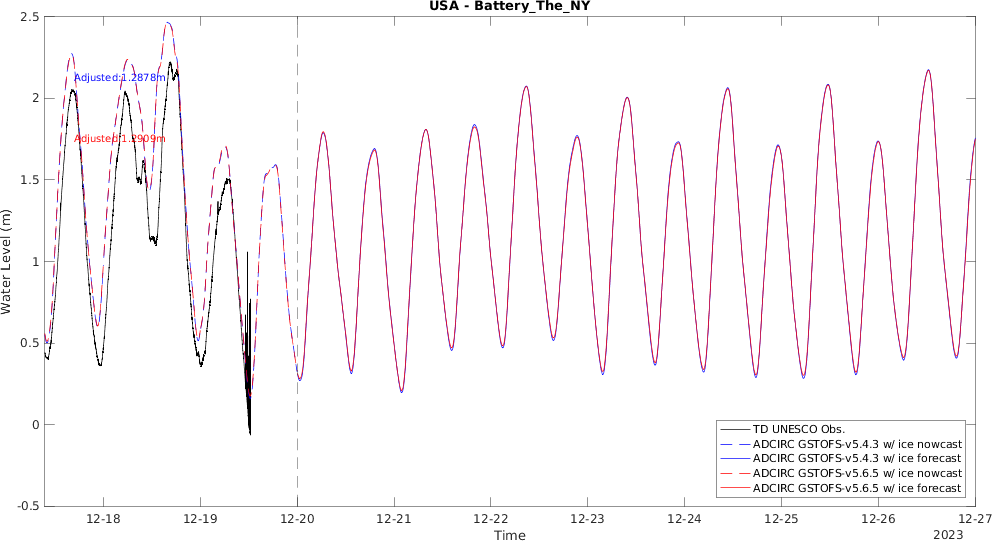 USA - Battery_The_NY
2.5
2
1.5
1
0.5
0
-0.5
Water Level (m)
Adjusted:1.2878m
Adjusted:1.2909m
TD UNESCO Obs.
ADCIRC GSTOFS-v5.4.3 w/ ice nowcast
ADCIRC GSTOFS-v5.4.3 w/ ice forecast
ADCIRC GSTOFS-v5.6.5 w/ ice nowcast
ADCIRC GSTOFS-v5.6.5 w/ ice forecast
12-18 12-19 12-20 12-21 12-22 12-23 12-24 12-25 12-26 12-27
Time
2023